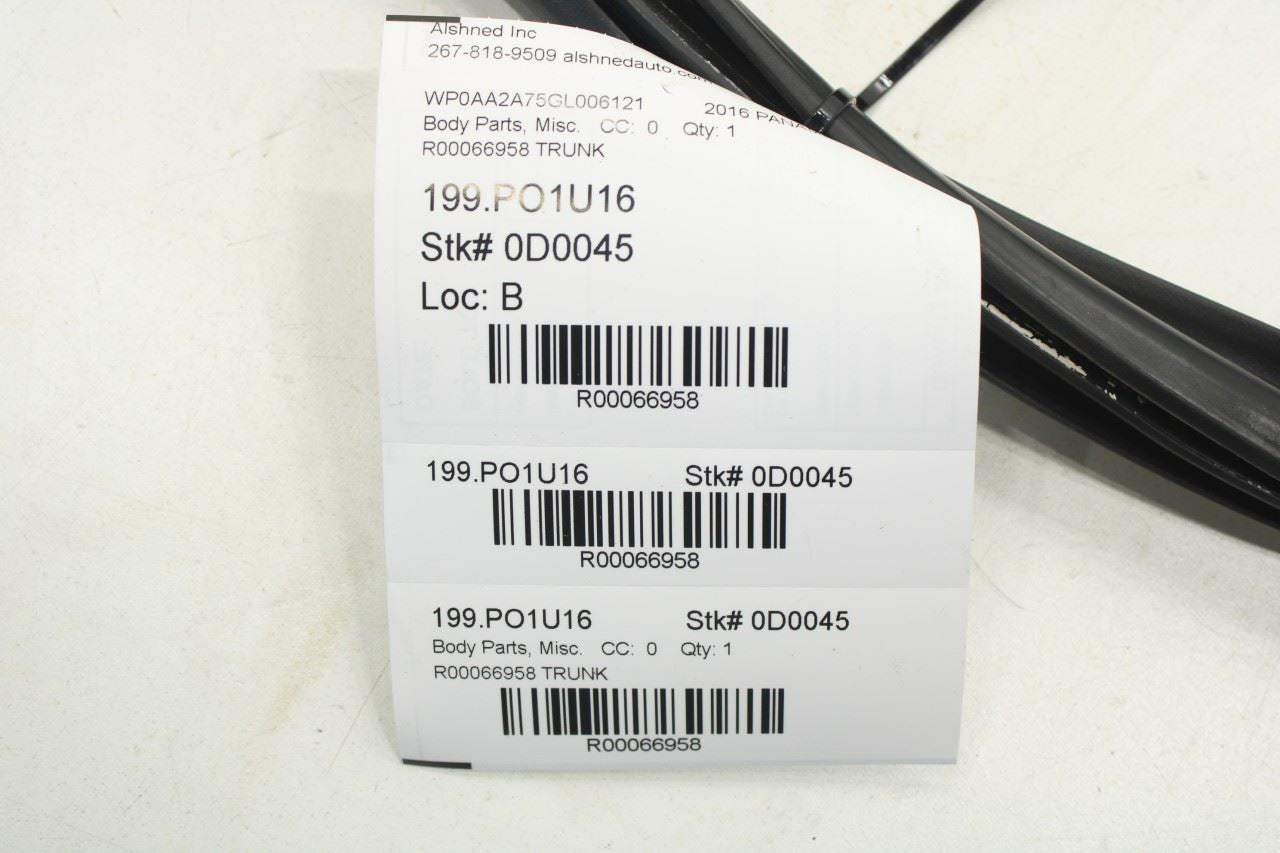 Alshned Inc
267-818-9509 alshnedauto.com
WP0AA2A75GL006121 2016
Body Parts, Misc. CC: 0 Qty: 1
R00066958 TRUNK
199.PO1U16
Stk# 0D0045
Loc: B
R00066958
199.PO1U16 Stk# 0D0045
R00066958
199.PO1U16 Stk# 0D0045
Body Parts, Misc. CC: 0 Qty: 1
R00066958 TRUNK
R00066958